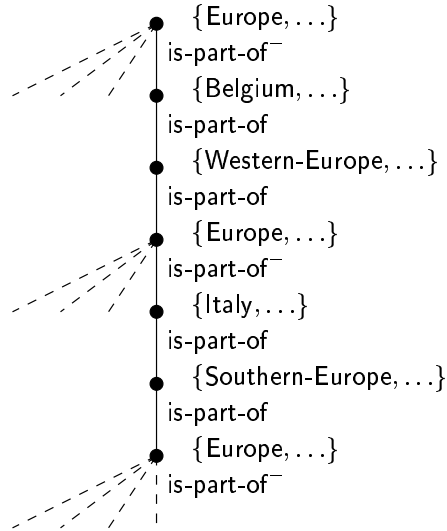 {Europe, ...}
is-part-of⁻
{Belgium, ...}
is-part-of
{Western-Europe, ...}
is-part-of
{Europe, ...}
is-part-of⁻
{Italy, ...}
is-part-of
{Southern-Europe, ...}
is-part-of
{Europe, ...}
is-part-of⁻